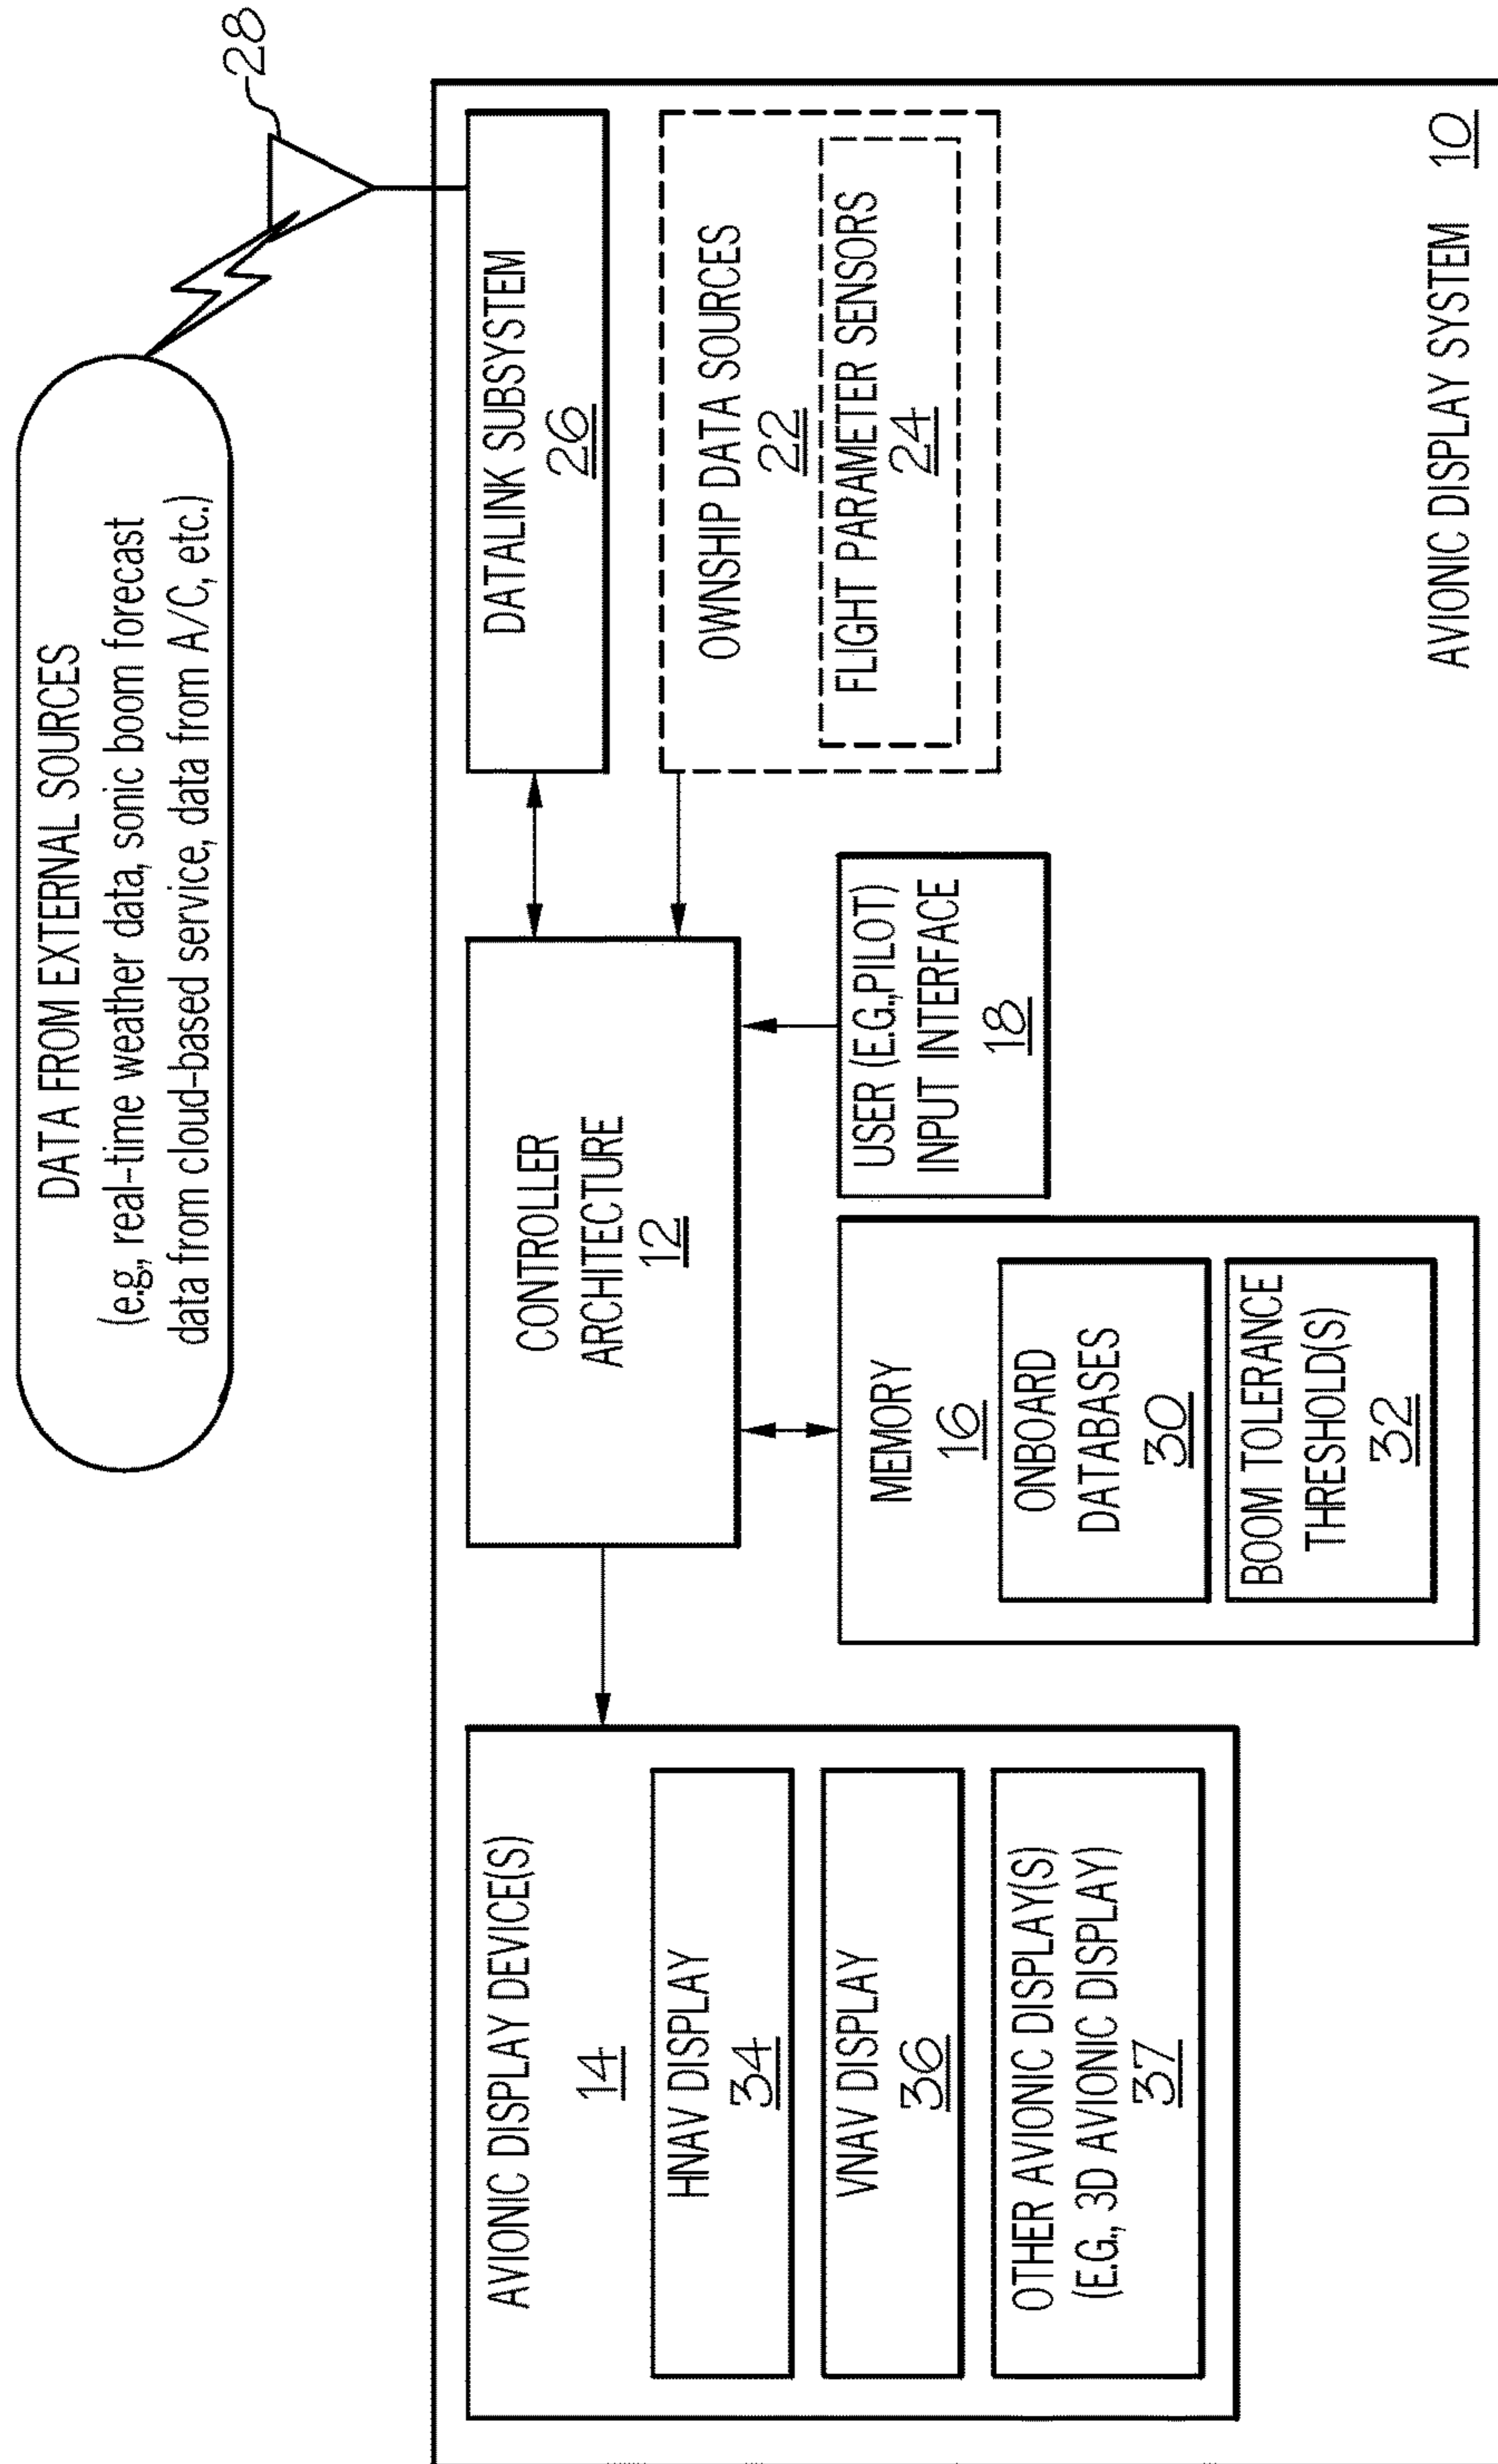 DATA FROM EXTERNAL SOURCES
(e.g., real-time weather data, sonic boom forecast
data from cloud-based service, data from A/C, etc.)
28
AVIONIC DISPLAY DEVICE(S)
14
HNAV DISPLAY
34
VNAV DISPLAY
36
OTHER AVIONIC DISPLAY(S)
(E.G., 3D AVIONIC DISPLAY)
37
CONTROLLER
ARCHITECTURE
12
MEMORY
16
ONBOARD
DATABASES
30
BOOM TOLERANCE
THRESHOLD(S)
32
USER (E.G.,PILOT)
INPUT INTERFACE
18
DATALINK SUBSYSTEM
26
OWNSHIP DATA SOURCES
22
FLIGHT PARAMETER SENSORS
24
AVIONIC DISPLAY SYSTEM 10